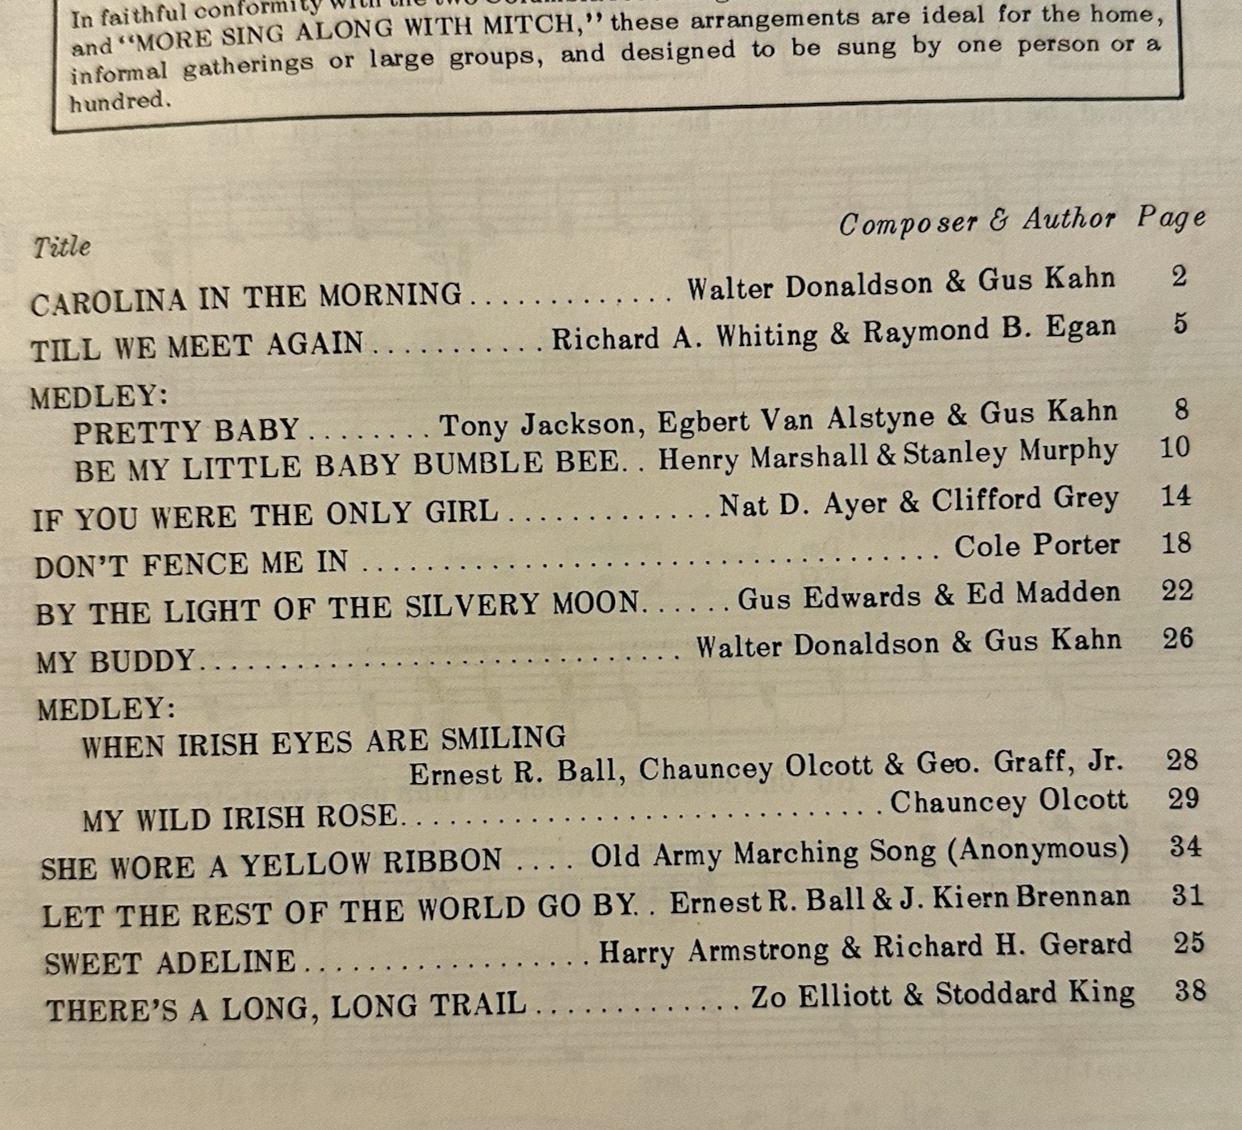 In faithful conformity with the two
and "MORE SING ALONG WITH MITCH," these arrangements are ideal for the home,
informal gatherings or large groups, and designed to be sung by one person or a
hundred.
Title Composer & Author Page
CAROLINA IN THE MORNING............. Walter Donaldson & Gus Kahn 2
TILL WE MEET AGAIN...........Richard A. Whiting & Raymond B. Egan 5
MEDLEY:
PRETTY BABY........Tony Jackson, Egbert Van Alstyne & Gus Kahn 8
BE MY LITTLE BABY BUMBLE BEE.. Henry Marshall & Stanley Murphy 10
IF YOU WERE THE ONLY GIRL.............Nat D. Ayer & Clifford Grey 14
DON'T FENCE ME IN ................................... Cole Porter 18
BY THE LIGHT OF THE SILVERY MOON......Gus Edwards & Ed Madden 22
MY BUDDY.............................. Walter Donaldson & Gus Kahn 26
MEDLEY:
WHEN IRISH EYES ARE SMILING
Ernest R. Ball, Chauncey Olcott & Geo. Graff, Jr. 28
MY WILD IRISH ROSE..............................Chauncey Olcott 29
SHE WORE A YELLOW RIBBON .... Old Army Marching Song (Anonymous) 34
LET THE REST OF THE WORLD GO BY.. Ernest R. Ball & J. Kiern Brennan 31
SWEET ADELINE..................Harry Armstrong & Richard H. Gerard 25
THERE'S A LONG, LONG TRAIL.............Zo Elliott & Stoddard King 38